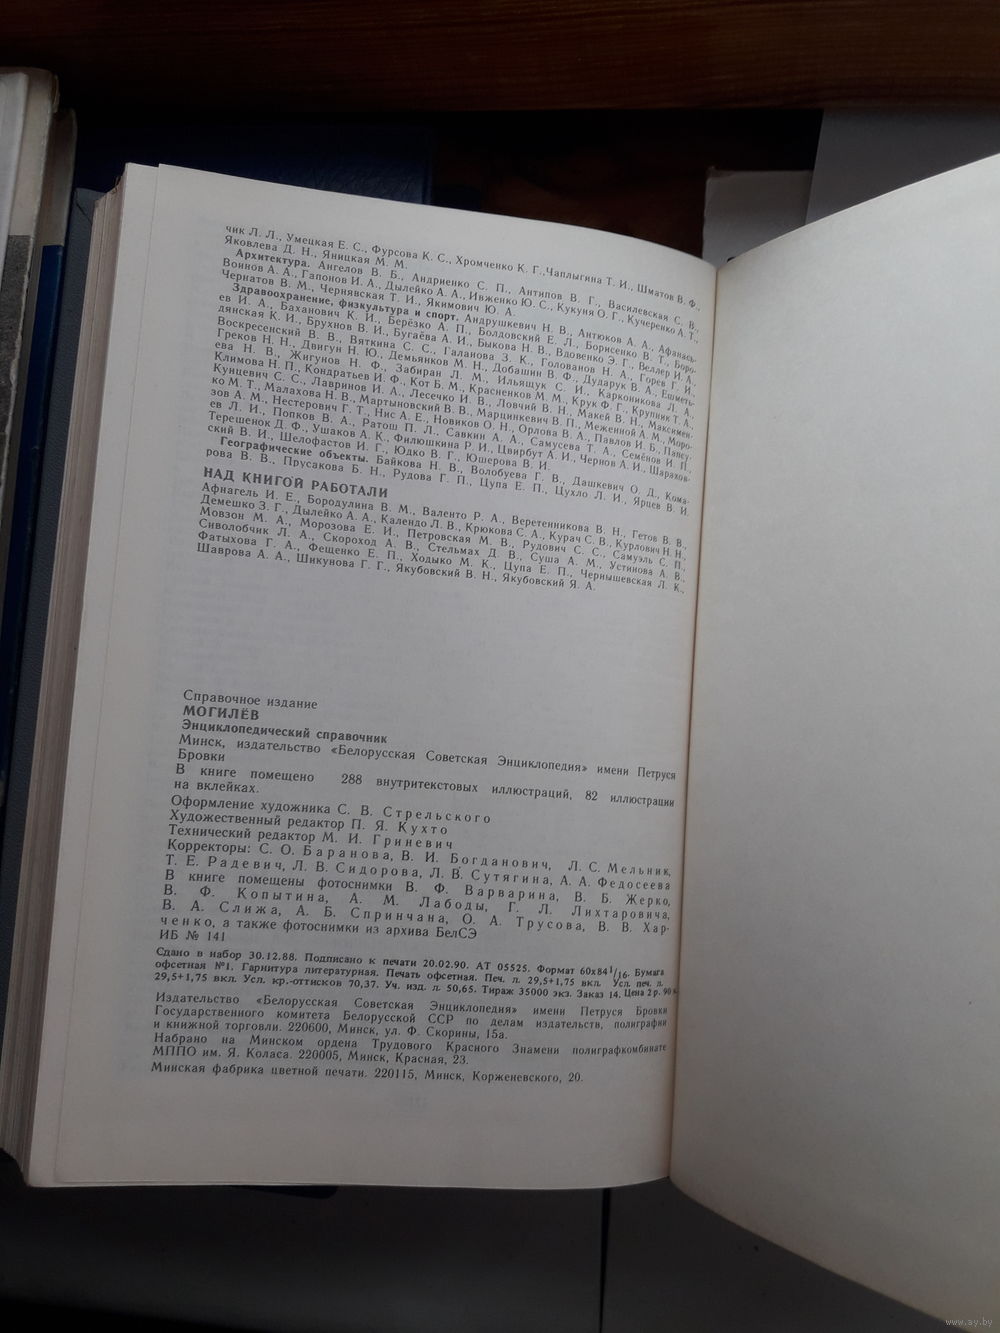 чик Л. Л., Умецкая Е. С., Фурсова К. С., Хромченко К. Г., Чаплыгина Т. И., Шматов В. Ф.,
Яковлева Д. Н., Яницкая М. М.
Архитектура. Ангелов В. Б., Андриенко С. П., Антипов В. Г., Василевская С. В.,
Воинов А. А., Гапонов И. А., Дылейко А. А., Ивженко Ю. С., Кукуня О. Г., Кучеренко А. Т.,
Чернатов В. М., Чернявская Т. И., Якимович Ю. А.
Здравоохранение, физкультура и спорт. Андрушкевич Н. В., Антюхов А. А., Афанась-
ев И. А., Баханович К. И., Берёзко А. П., Болдовский Е. Л., Борисенко В. Т., Боро-
дянская К. И., Брухнов В. И., Бугаёва А. И., Быкова Н. В., Вдовенко Э. Г., Веллер И. А.,
Воскресенский В. В., Вяткина С. С., Галанова З. К., Голованов Н. А., Горев Г. И.,
Греков Н. Н., Двигун Н. Ю., Демьянков М. Н., Добашин В. Ф., Дударук В. А., Ешметь-
ева Н. В., Жигунов Н. Ф., Забиран Л. М., Ильящук С. И., Карконикова Л. А.,
Климова Н. П., Кондратьев И. Ф., Кот Б. М., Красненков М. М., Крук Ф. Г., Крупник Т. А.,
Кунцевич С. С., Лавринов И. А., Лесечко И. В., Ловчий В. Н., Макей В. Н., Максимен-
ко М. Т., Малахова Н. В., Мартыновский В. В., Марцинкевич В. П., Меженной А. М., Моро-
зов А. М., Нестерович Г. Т., Нис А. Е., Новиков О. Н., Орлова В. А., Павлов И. Б., Пансу-
ев Л. И., Попков В. А., Ратош П. Л., Савкин А. А., Самусева Т. А., Семёнов И. П.,
Терешенок Д. Ф., Ушаков А. К., Филюшкина Р. И., Цвирбут А. И., Чернов А. И., Шарахов-
ский В. И., Шелофастов И. Г., Юдко В. Г., Юшерова В. И.
Географические объекты. Байкова Н. В., Волобуева Г. В., Дашкевич О. Д., Кома-
рова В. В., Прусакова Б. Н., Рудова Г. П., Цупа Е. П., Цухло Л. И., Ярцев В. И.
НАД КНИГОЙ РАБОТАЛИ
Афнагель И. Е., Бородулина В. М., Валенто Р. А., Веретенникова В. Н., Гетов В. В.,
Демешко З. Г., Дылейко А. А., Календо Л. В., Крюкова С. А., Курач С. В., Курлович Н. Н.,
Мовзон М. А., Морозова Е. И., Петровская М. В., Рудович С. С., Самуэль С. П.,
Сиволобчик Л. А., Скороход А. В., Стельмах Д. В., Суша А. М., Устинова А. В.,
Фатыхова Г. А., Фещенко Е. П., Ходыко М. К., Цупа Е. П., Чернышевская Л. К.,
Шаврова А. А., Шикунова Г. Г., Якубовский В. Н., Якубовский Я. А.
Справочное издание
МОГИЛЁВ
Энциклопедический справочник
Минск, издательство «Белорусская Советская Энциклопедия» имени Петруся
Бровки
В книге помещено 288 внутритекстовых иллюстраций, 82 иллюстрации
на вклейках.
Оформление художника С. В. Стрельского
Художественный редактор П. Я. Кухто
Технический редактор М. И. Гриневич
Корректоры: С. О. Баранова, В. И. Богданович, Л. С. Мельник,
Т. Е. Радевич, Л. В. Сидорова, Л. В. Сутягина, А. А. Федосеева
В книге помещены фотоснимки В. Ф. Варварина, В. Б. Жерко,
В. Ф. Копытина, А. М. Лабоды, Г. Л. Лихтаровича,
В. А. Слижа, А. Б. Спринчана, О. А. Трусова, В. В. Хар-
ченко, а также фотоснимки из архива БелСЭ
ИБ № 141
Сдано в набор 30.12.88. Подписано к печати 20.02.90. АТ 05525. Формат 60х84 1/16. Бумага
офсетная №1. Гарнитура литературная. Печать офсетная. Печ. л. 29,5+1,75 вкл. Усл. печ. л.
29,5+1,75 вкл. Усл. кр.-оттисков 70,37. Уч. изд. л. 50,65. Тираж 35000 экз. Заказ 14. Цена 2 р. 90 к.
Издательство «Белорусская Советская Энциклопедия» имени Петруся Бровки
Государственного комитета Белорусской ССР по делам издательств, полиграфии
и книжной торговли. 220600, Минск, ул. Ф. Скорины, 15а.
Набрано на Минском ордена Трудового Красного Знамени полиграфкомбинате
МППО им. Я. Коласа. 220005, Минск, Красная, 23.
Минская фабрика цветной печати. 220115, Минск, Корженевского, 20.
www.ay.by